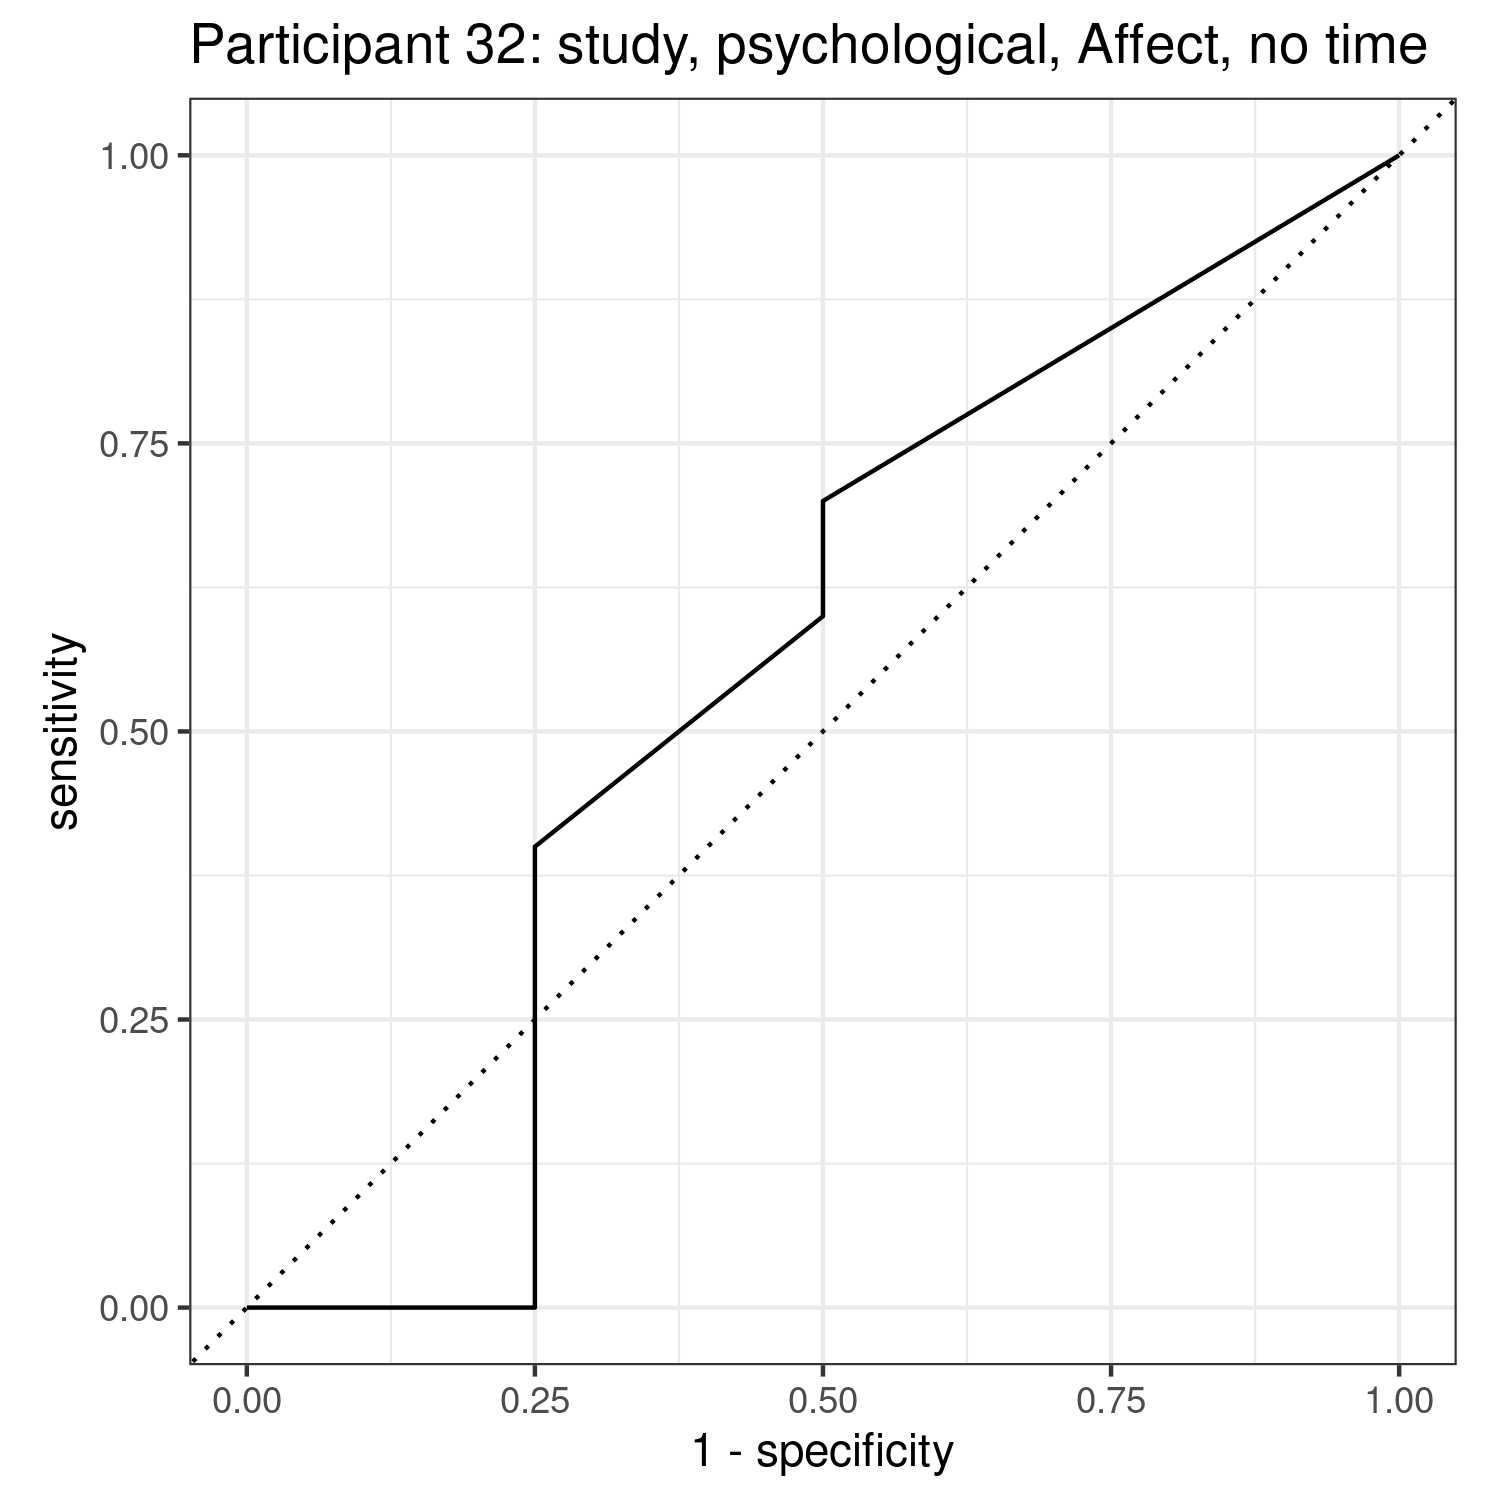 Participant 32: study, psychological, Affect, no time
1.00
0.75
0.50
0.25
0.00
sensitivity
0.00 0.25 0.50 0.75 1.00
1 - specificity